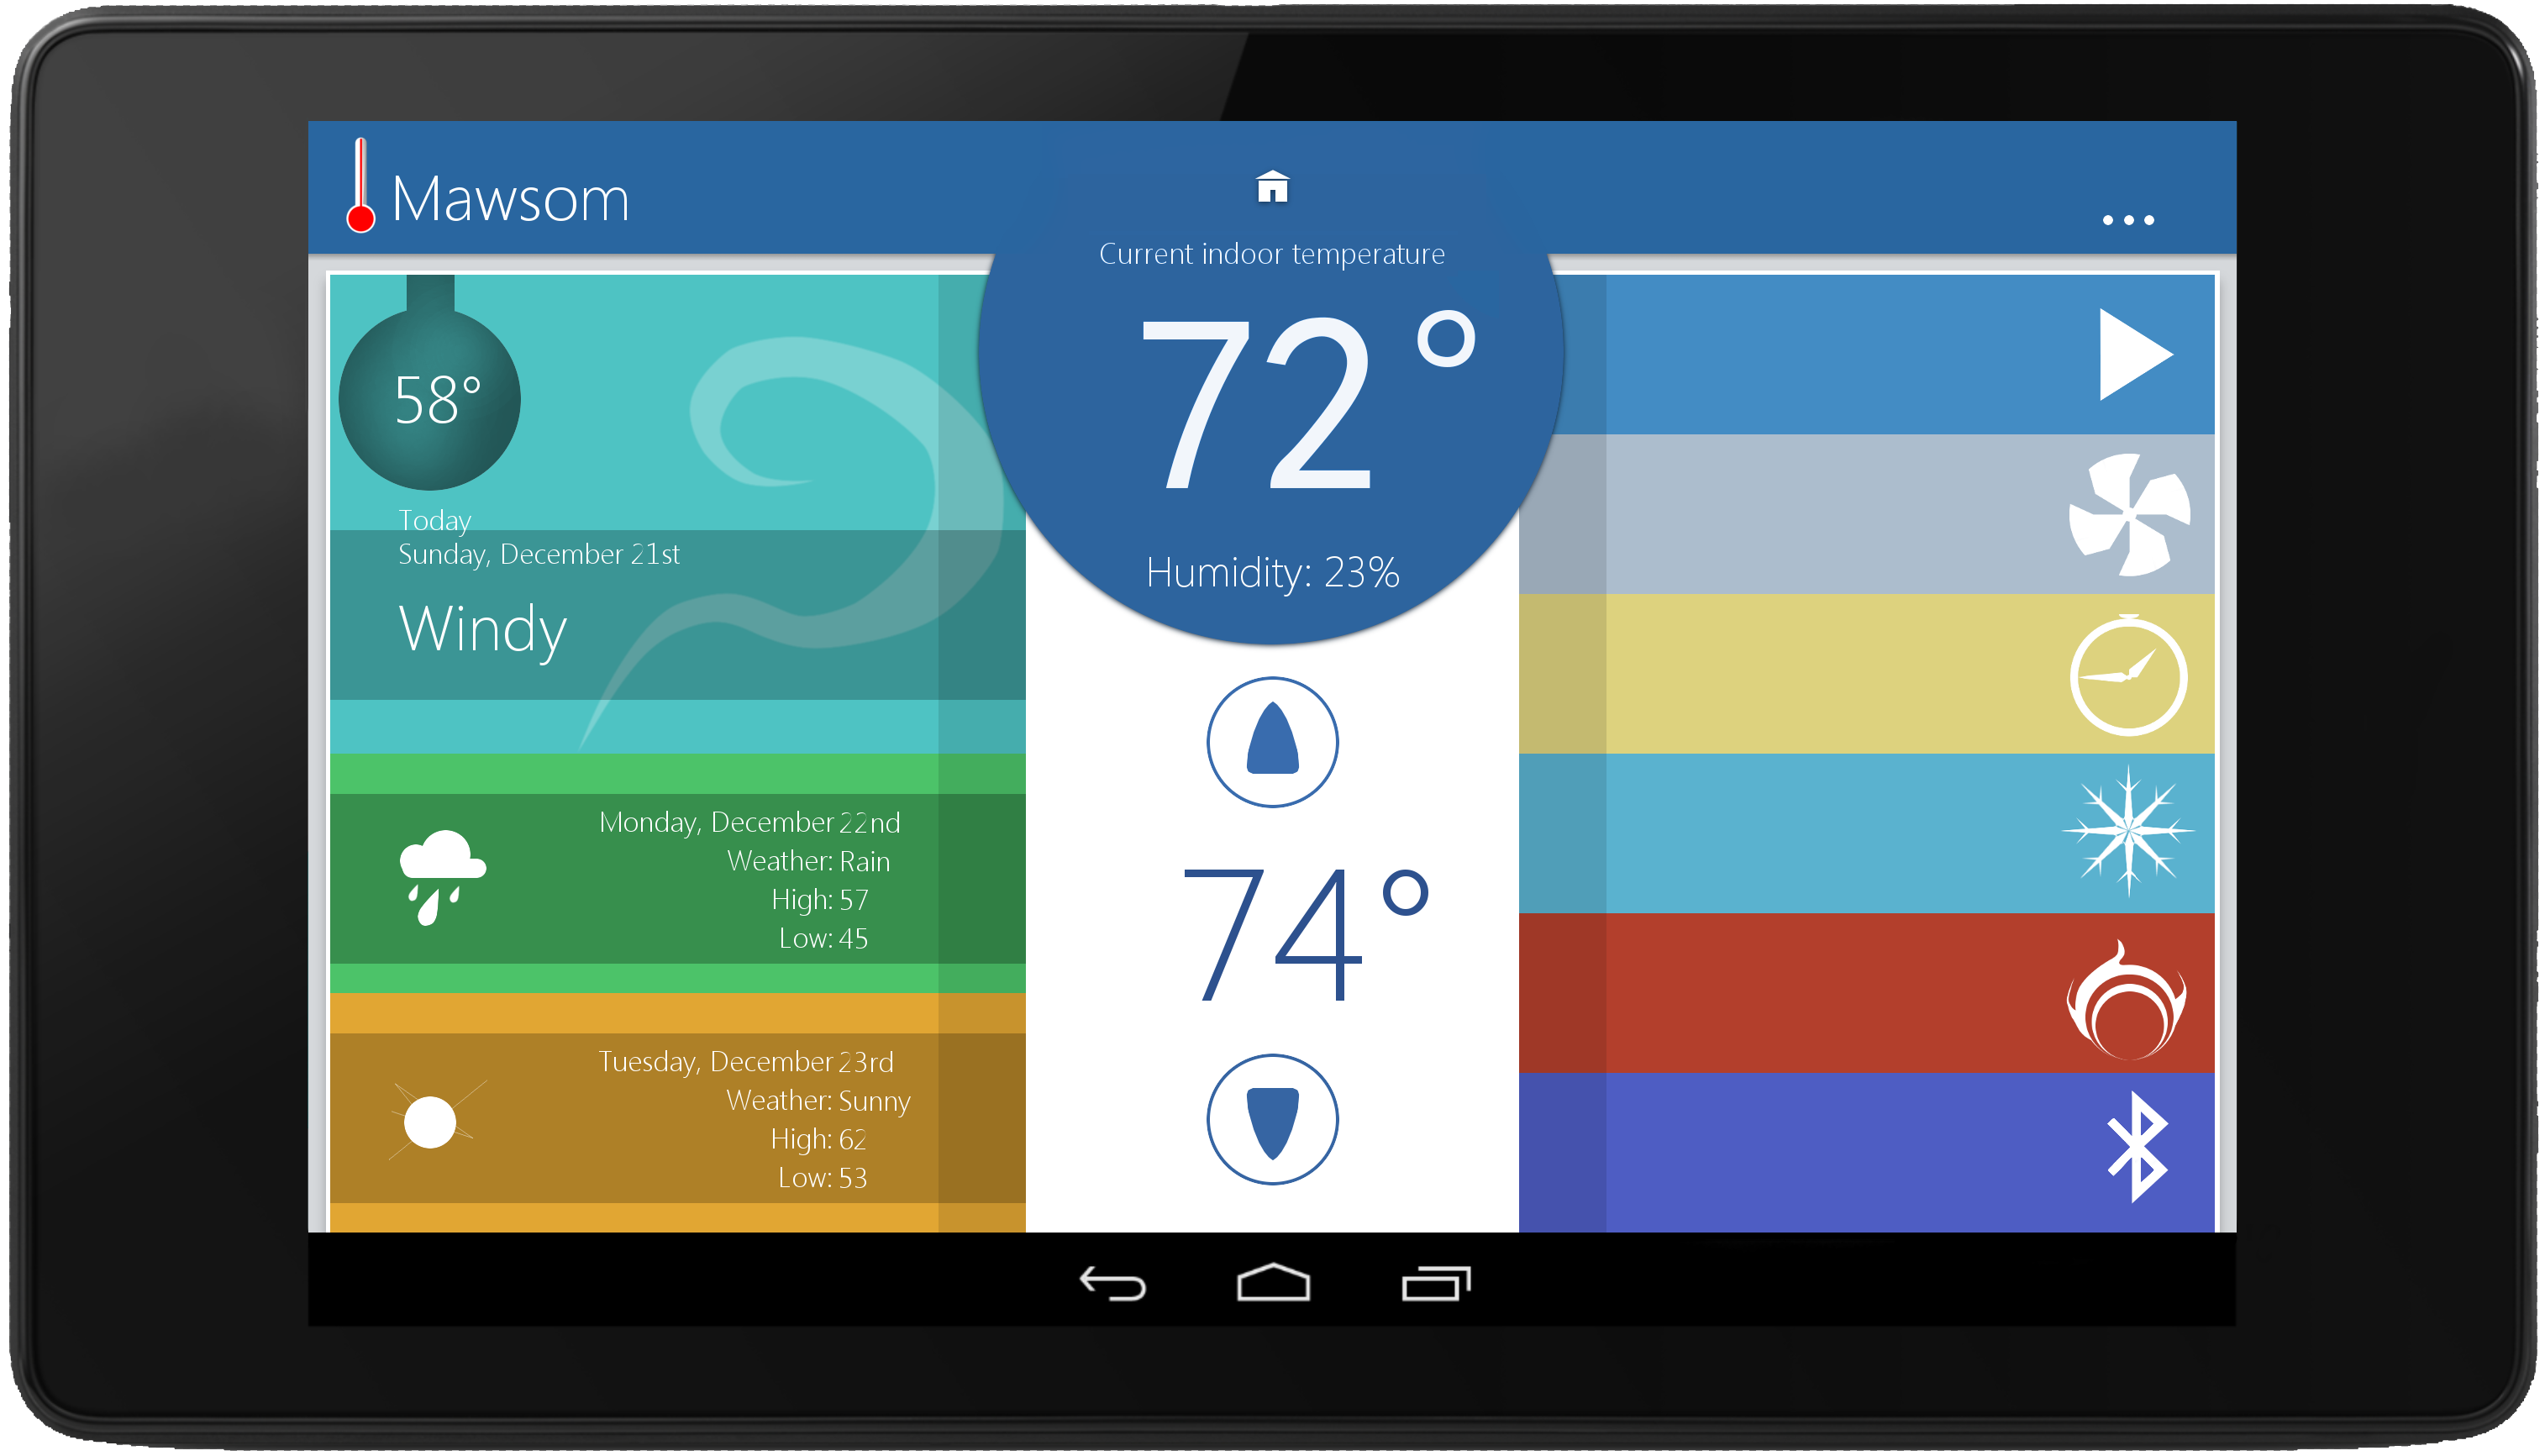 Mawsom
Current indoor temperature
72°
Humidity: 23%
58°
Today
Sunday, December 21st
Windy
Monday, December 22nd
Weather: Rain
High: 57
Low: 45
Tuesday, December 23rd
Weather: Sunny
High: 62
Low: 53
74°